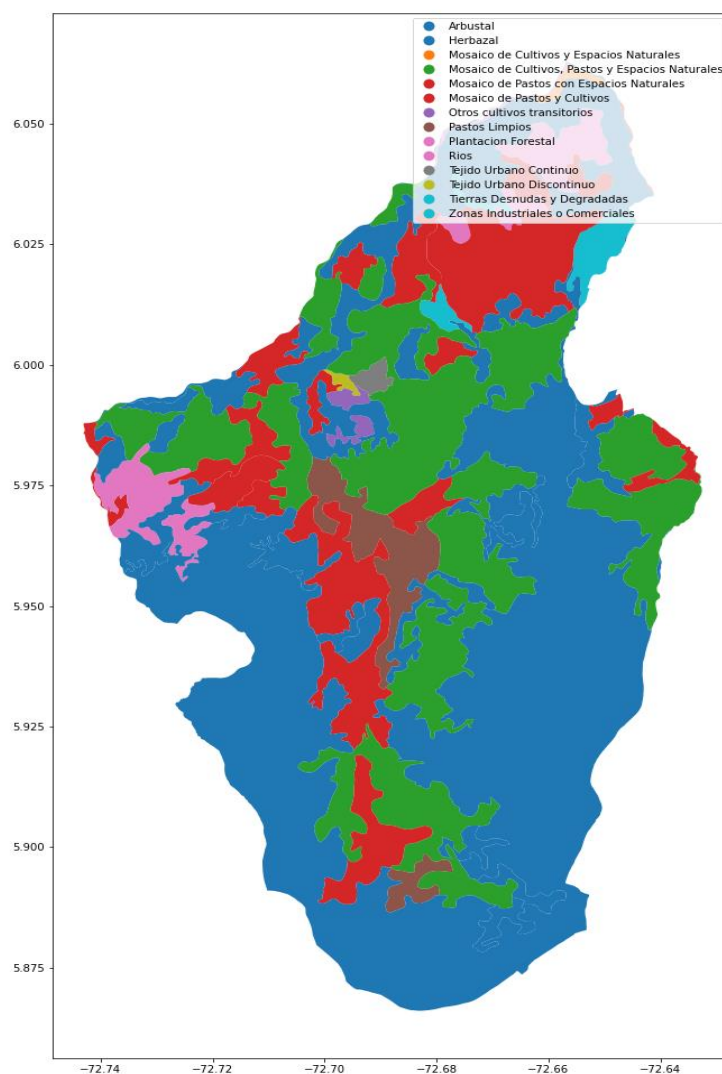 Arbustal
Herbazal
Mosaico de Cultivos y Espacios Naturales
Mosaico de Cultivos, Pastos y Espacios Naturales
Mosaico de Pastos con Espacios Naturales
Mosaico de Pastos y Cultivos
Otros cultivos transitorios
Pastos Limpios
Plantacion Forestal
Rios
Tejido Urbano Continuo
Tejido Urbano Discontinuo
Tierras Desnudas y Degradadas
Zonas Industriales o Comerciales
6.050
6.025
6.000
5.975
5.950
5.925
5.900
5.875
−72.74 −72.72 −72.70 −72.68 −72.66 −72.64